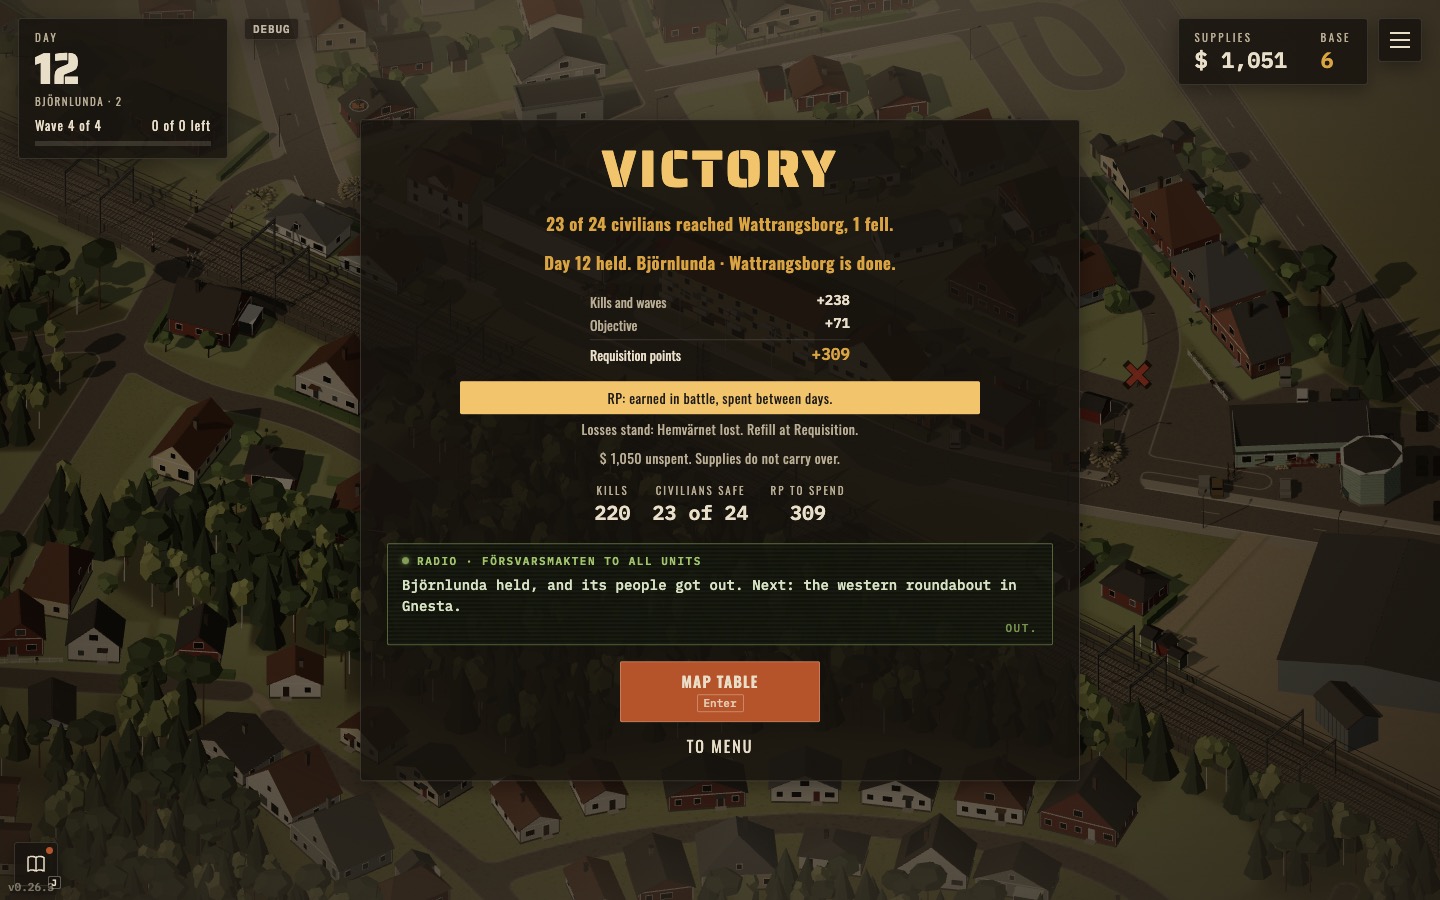 DAY
12
BJÖRNLUNDA · 2
Wave 4 of 4 0 of 0 left
DEBUG
SUPPLIES BASE
$ 1,051 6
VICTORY
23 of 24 civilians reached Wattrangsborg, 1 fell.
Day 12 held. Björnlunda · Wattrangsborg is done.
Kills and waves +238
Objective +71
Requisition points +309
RP: earned in battle, spent between days.
Losses stand: Hemvärnet lost. Refill at Requisition.
$ 1,050 unspent. Supplies do not carry over.
KILLS CIVILIANS SAFE RP TO SPEND
220 23 of 24 309
RADIO · FÖRSVARSMAKTEN TO ALL UNITS
Björnlunda held, and its people got out. Next: the western roundabout in
Gnesta.
OUT.
MAP TABLE
Enter
TO MENU
J